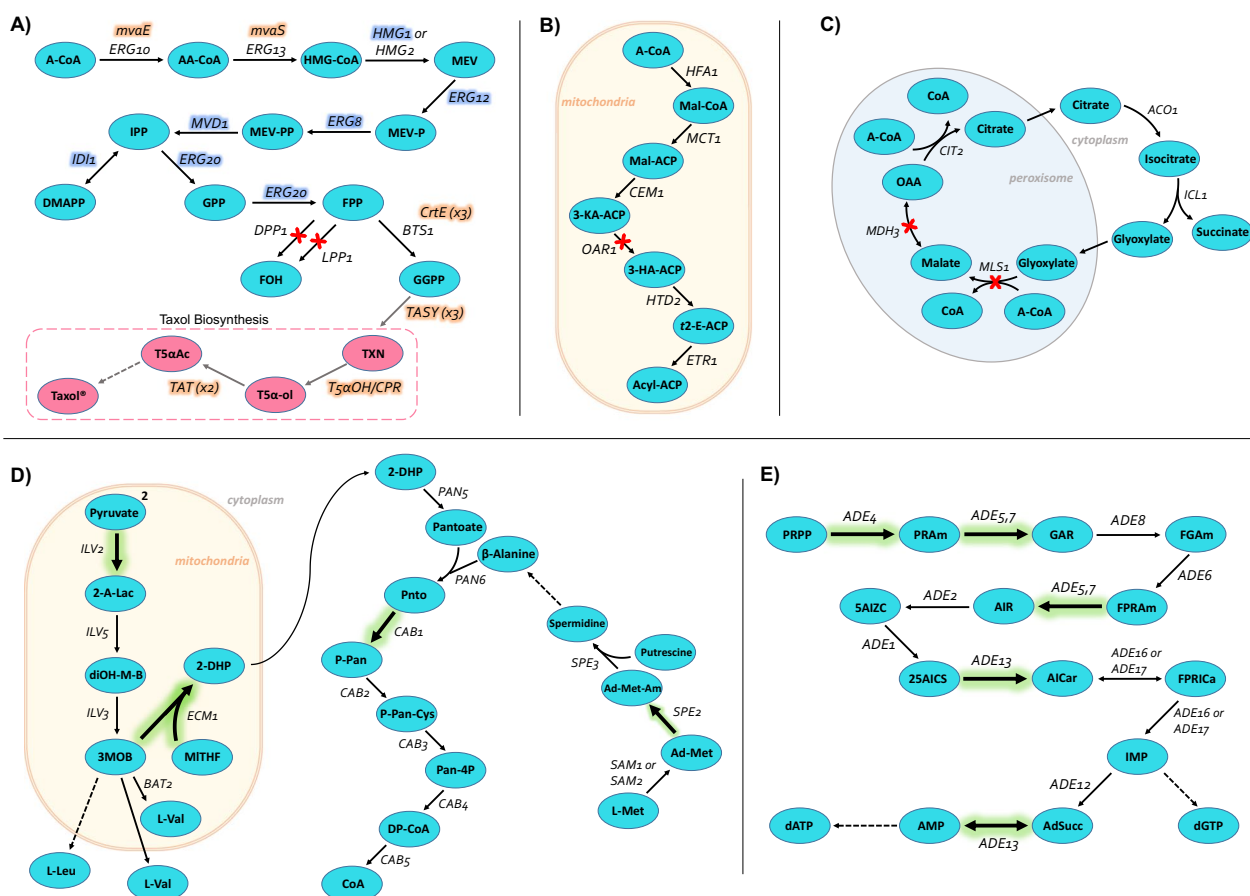 A)
mvaE
mvaS
HMG1 or
ERG10
ERG13
HMG2
A-CoA
AA-CoA
HMG-CoA
MEV
ERG12
MVD1
ERG8
IPP
MEV-PP
MEV-P
IDI1
ERG20
ERG20
DMAPP
GPP
FPP
CrtE (x3)
DPP1
BTS1
LPP1
FOH
GGPP
TASY (x3)
Taxol Biosynthesis
T5αAc
TXN
TAT (x2)
T5αOH/CPR
Taxol®
T5α-ol
B)
A-CoA
HFA1
mitochondria
Mal-CoA
MCT1
Mal-ACP
CEM1
3-KA-ACP
OAR1
3-HA-ACP
HTD2
t2-E-ACP
ETR1
Acyl-ACP
C)
CoA
Citrate
ACO1
A-CoA
Citrate
cytoplasm
CIT2
Isocitrate
OAA
peroxisome
ICL1
MDH3
Glyoxylate
Succinate
Malate
MLS1
Glyoxylate
CoA
A-CoA
D)
2
cytoplasm
Pyruvate
ILV2
mitochondria
2-A-Lac
ILV5
diOH-M-B
2-DHP
ILV3
ECM1
3MOB
MlTHF
BAT2
L-Val
L-Leu
L-Val
2-DHP
PAN5
Pantoate
β-Alanine
PAN6
Pnto
CAB1
Spermidine
P-Pan
SPE3
Putrescine
CAB2
Ad-Met-Am
P-Pan-Cys
SPE2
CAB3
Ad-Met
Pan-4P
SAM1 or
SAM2
CAB4
L-Met
DP-CoA
CAB5
CoA
E)
ADE4
ADE5,7
ADE8
PRPP
PRAm
GAR
FGAm
ADE6
ADE2
ADE5,7
5AIZC
AIR
FPRAm
ADE1
ADE13
ADE16 or
ADE17
25AICS
AICar
FPRICa
ADE16 or
ADE17
IMP
ADE12
dATP
AMP
AdSucc
dGTP
ADE13